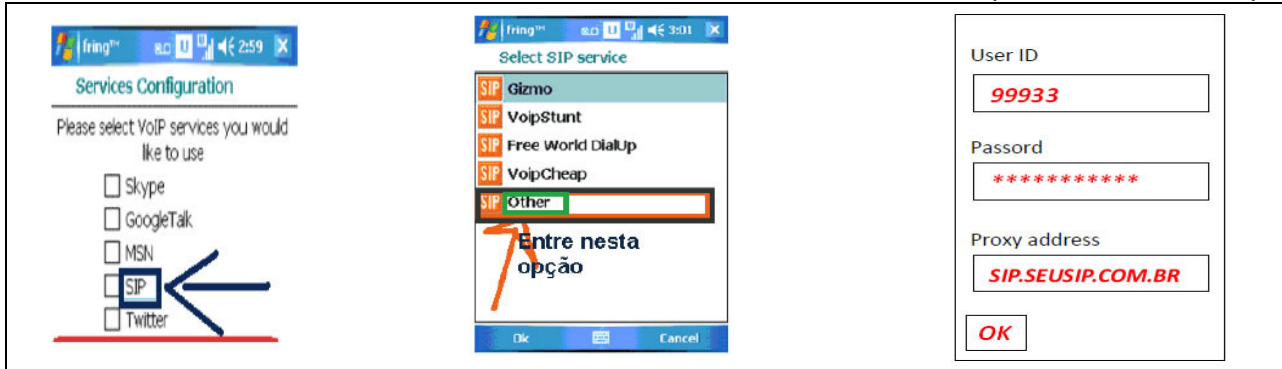 fring™ 2:59
Services Configuration
Please select VoIP services you would
like to use
Skype
GoogleTalk
MSN
SIP
Twitter
fring™ 3:01
Select SIP service
SIP Gizmo
SIP VoipStunt
SIP Free World DialUp
SIP VoipCheap
SIP Other
Entre nesta
opção
Ok Cancel
User ID
99933
Passord
***********
Proxy address
SIP.SEUSIP.COM.BR
OK